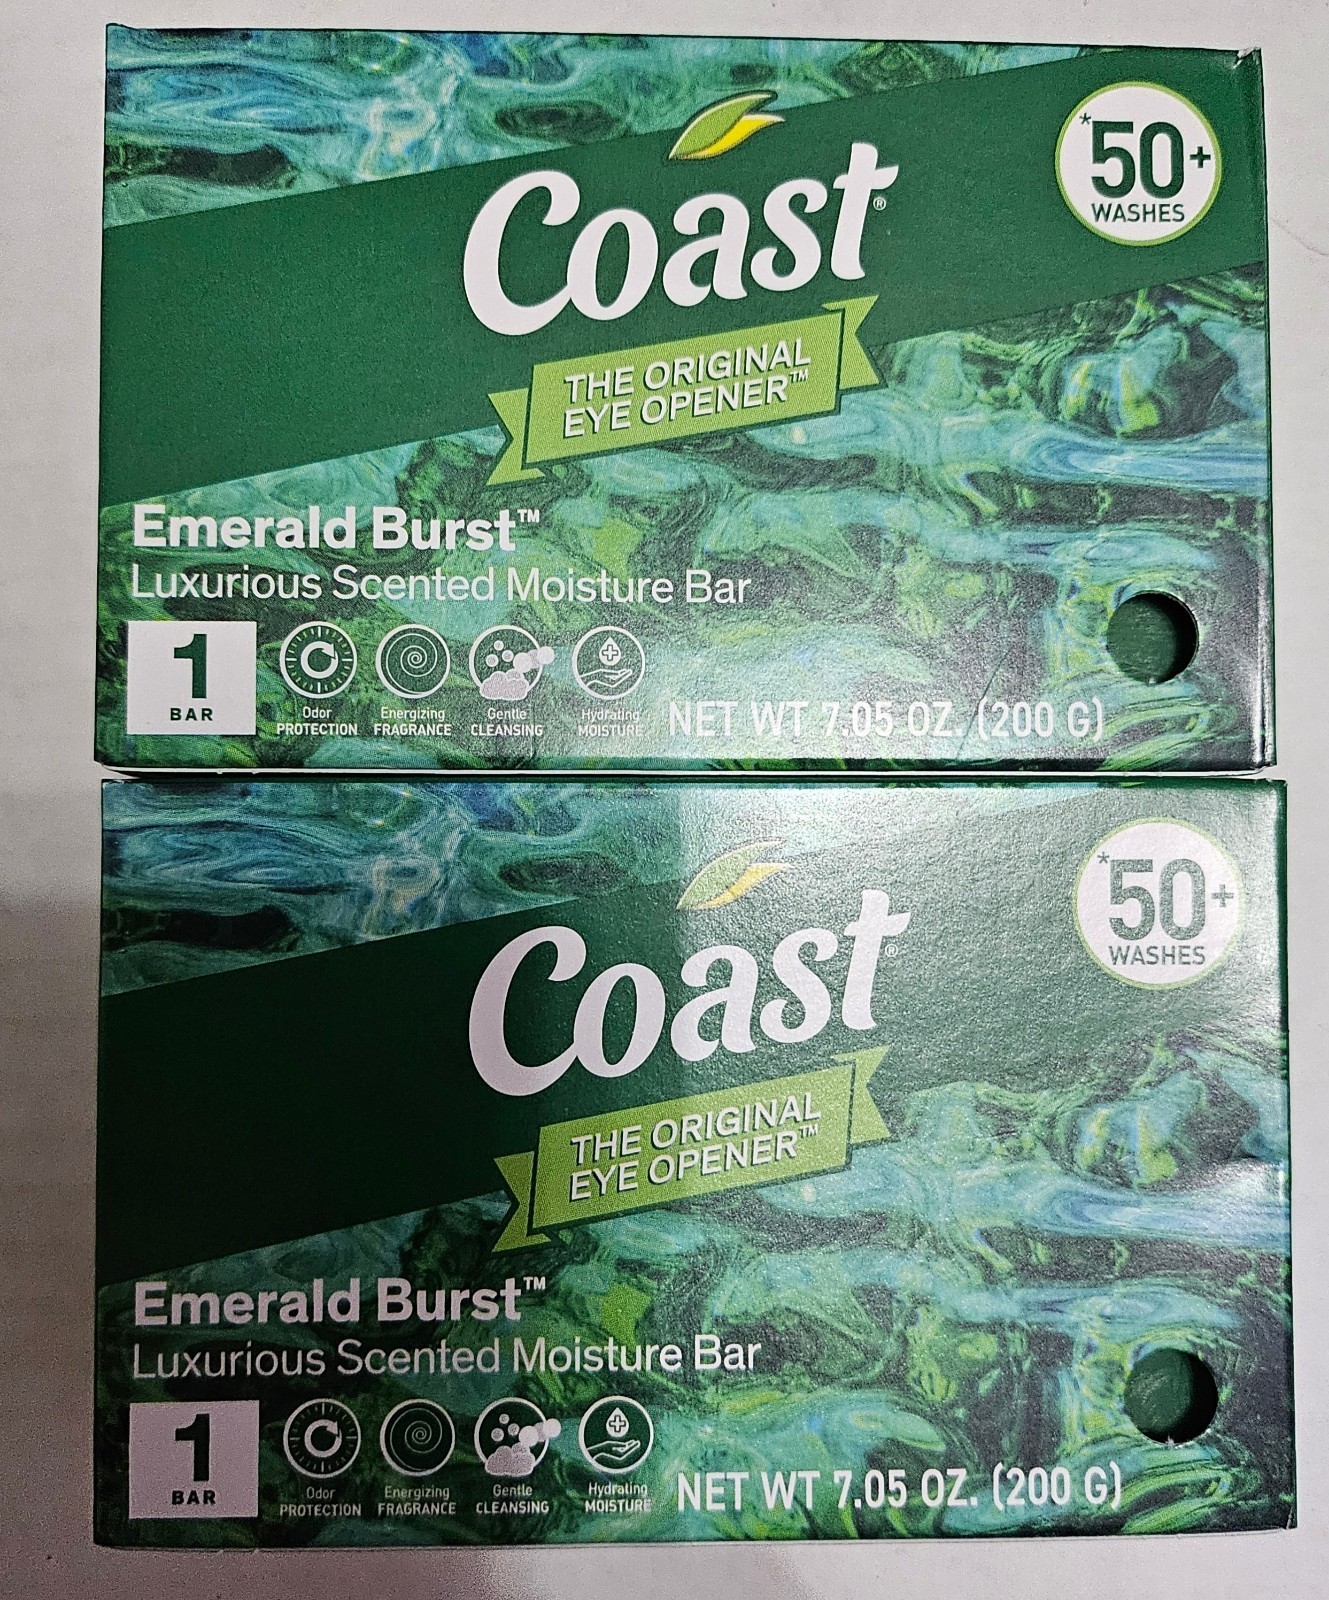 Coast®
*50+
WASHES
THE ORIGINAL
EYE OPENER™
Emerald Burst™
Luxurious Scented Moisture Bar
1
BAR
Odor
PROTECTION
Energizing
FRAGRANCE
Gentle
CLEANSING
Hydrating
MOISTURE
NET WT 7.05 OZ. (200 G)
Coast®
*50+
WASHES
THE ORIGINAL
EYE OPENER™
Emerald Burst™
Luxurious Scented Moisture Bar
1
BAR
Odor
PROTECTION
Energizing
FRAGRANCE
Gentle
CLEANSING
Hydrating
MOISTURE
NET WT 7.05 OZ. (200 G)